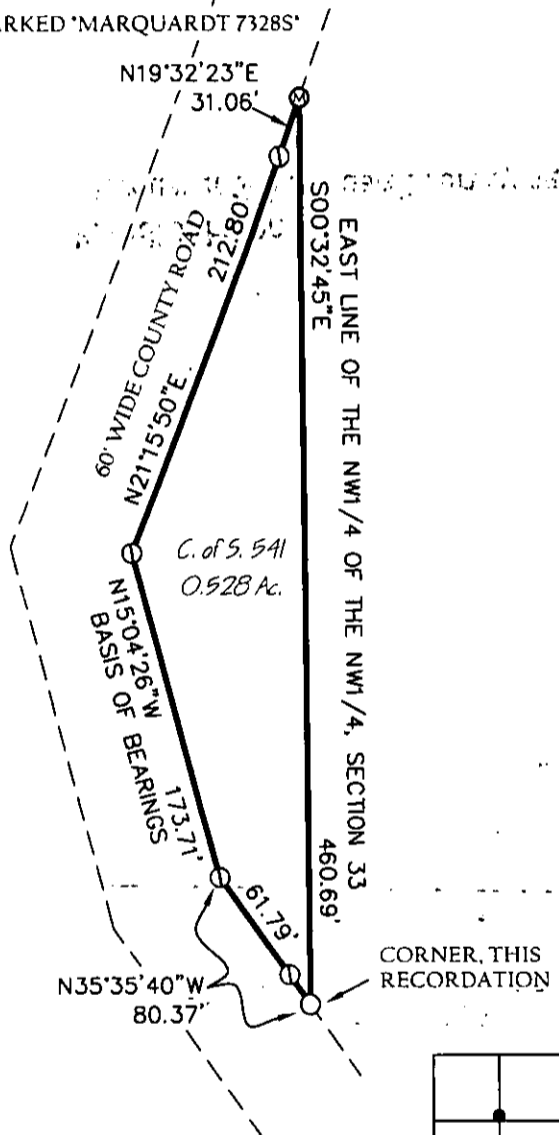 ARKED "MARQUARDT 7328S"
N19°32'23"E
31.06'
212.80'
60' WIDE COUNTY ROAD
N21°15'50"E
S00°32'45"E
EAST LINE OF THE NW1/4 OF THE NW1/4, SECTION 33
460.69'
C. of S. 541
0.528 Ac.
N15°04'26"W
BASIS OF BEARINGS
173.71'
61.79'
N35°35'40"W
80.37'
CORNER, THIS
RECORDATION
M